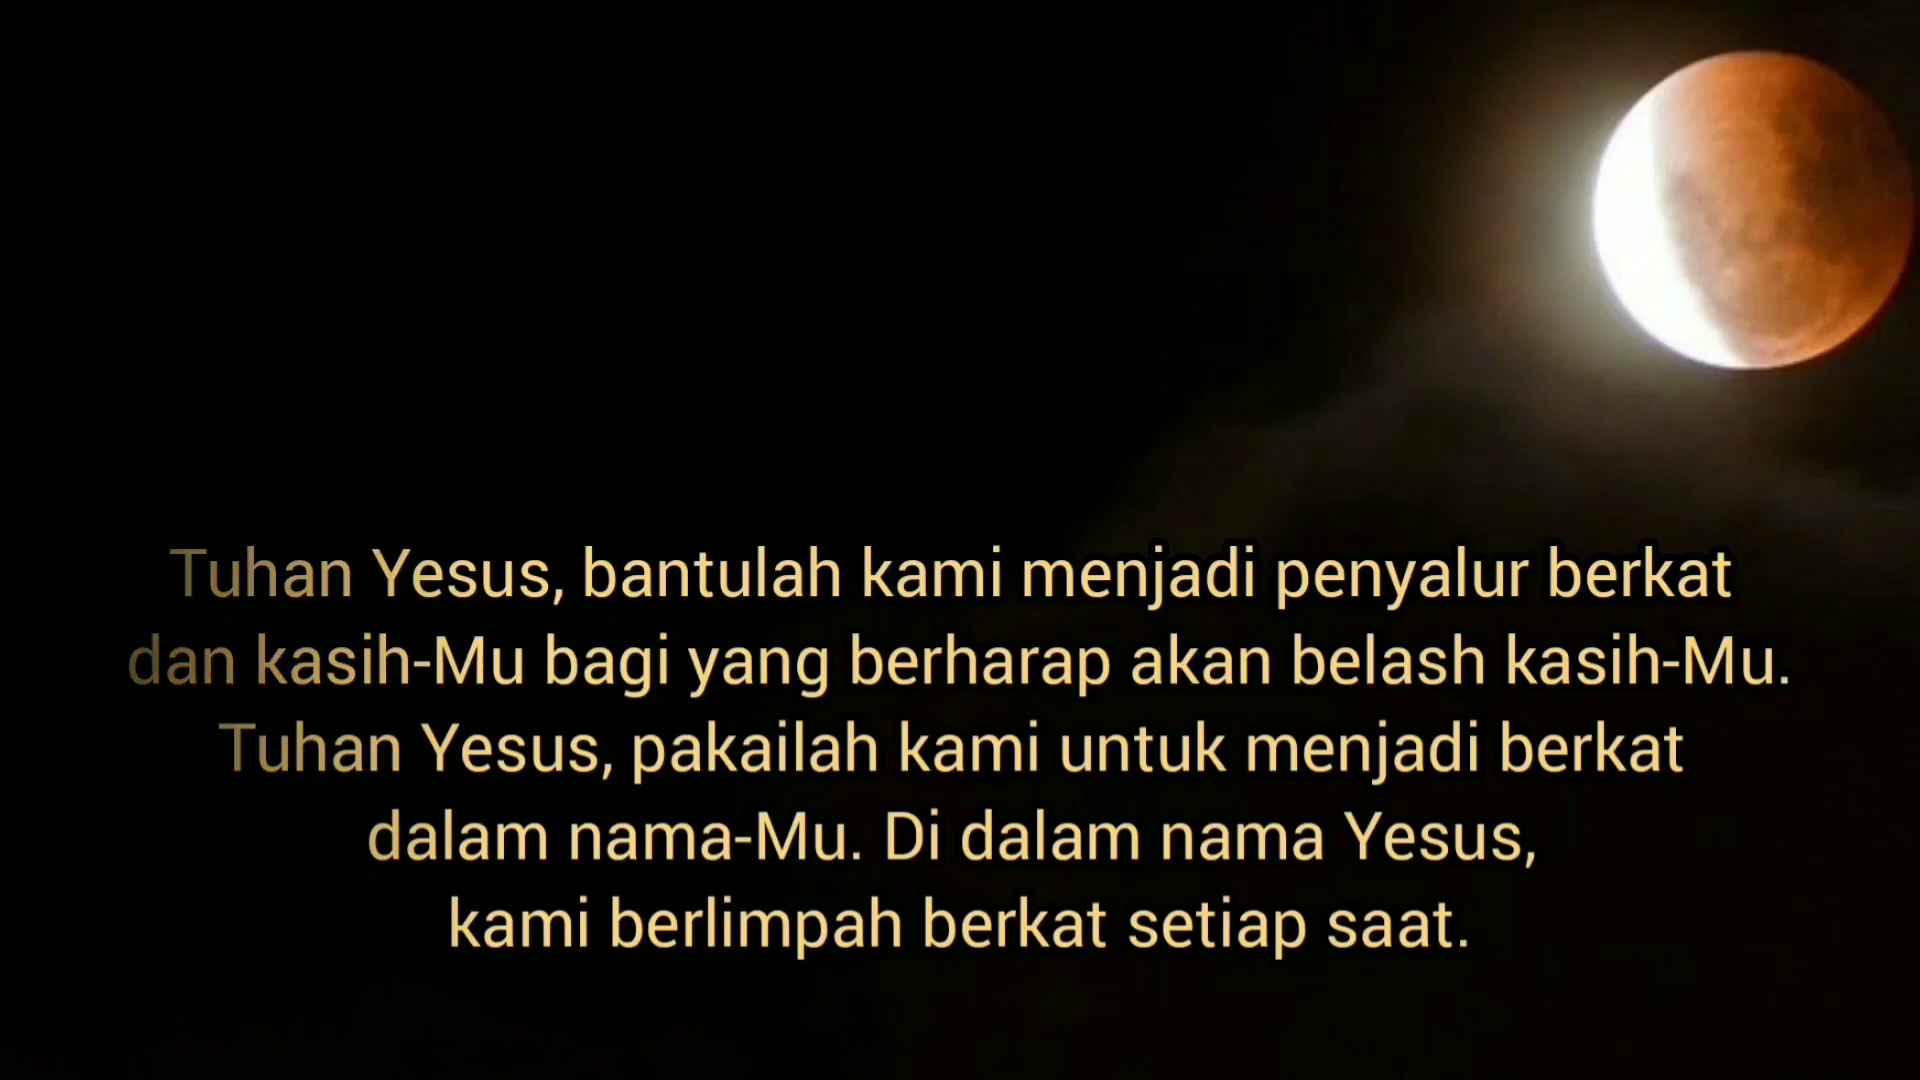 Tuhan Yesus, bantulah kami menjadi penyalur berkat
dan kasih-Mu bagi yang berharap akan belash kasih-Mu.
Tuhan Yesus, pakailah kami untuk menjadi berkat
dalam nama-Mu. Di dalam nama Yesus,
kami berlimpah berkat setiap saat.